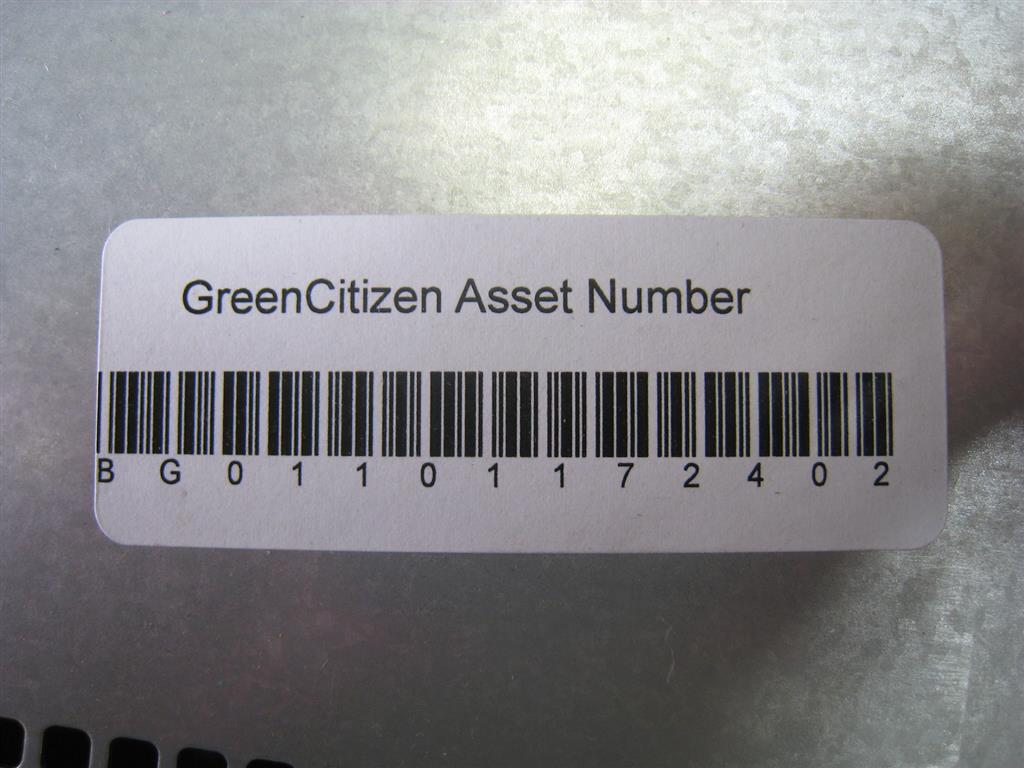 GreenCitizen Asset Number
B G 0 1 1 0 1 1 7 2 4 0 2